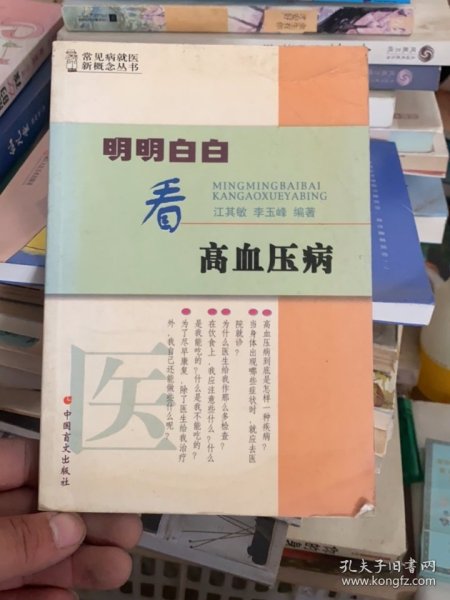 常见病就医
新概念丛书
明明白白
看
MINGMINGBAIBAI
KANGAOXUEYABING
江其敏 李玉峰 编著
高血压病
高血压病到底是怎样一种疾病？
当身体出现哪些症状时，就应去医
院就诊？
为什么医生给我作那么多检查？
在饮食上，我应注意些什么？什么
是我能吃的？什么是我不能吃的？
为了尽早康复，除了医生给我治疗
外，我自己还能做些什么呢？
医
中国盲文出版社
孔夫子旧书网
www.kongfz.com